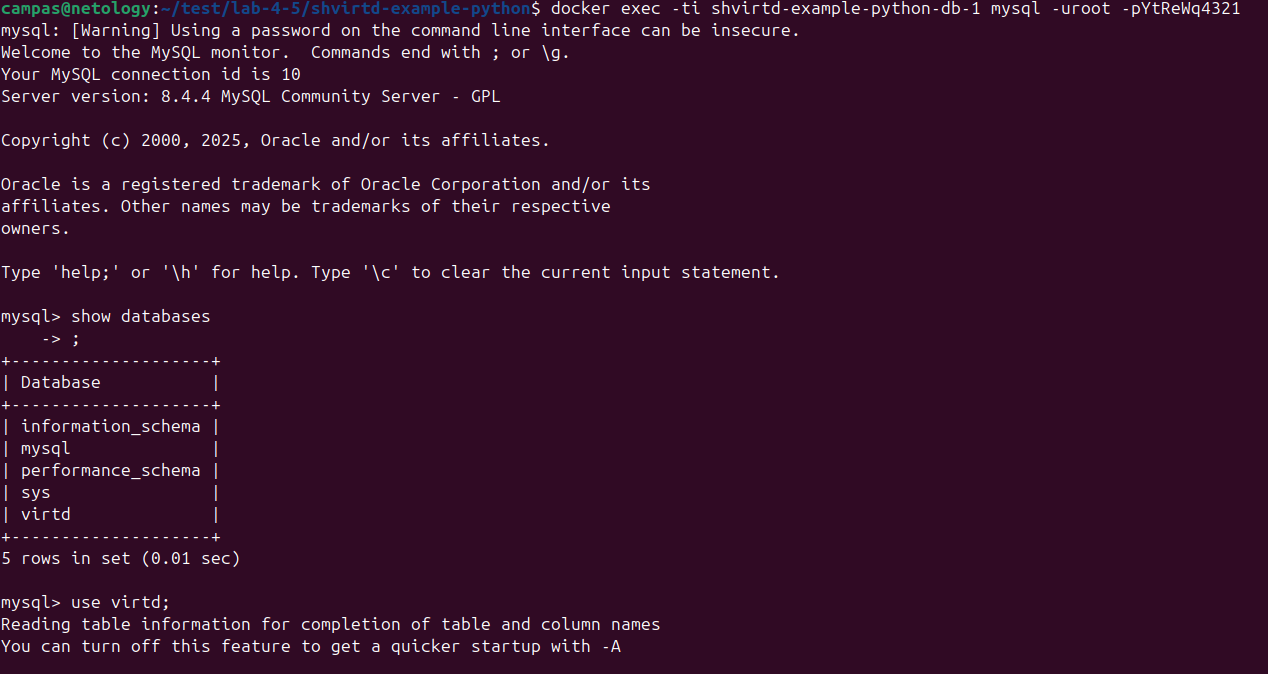 campas@netology:~/test/lab-4-5/shvirtd-example-python$ docker exec -ti shvirtd-example-python-db-1 mysql -uroot -pYtReWq4321
mysql: [Warning] Using a password on the command line interface can be insecure.
Welcome to the MySQL monitor.  Commands end with ; or \g.
Your MySQL connection id is 10
Server version: 8.4.4 MySQL Community Server - GPL

Copyright (c) 2000, 2025, Oracle and/or its affiliates.

Oracle is a registered trademark of Oracle Corporation and/or its
affiliates. Other names may be trademarks of their respective
owners.

Type 'help;' or '\h' for help. Type '\c' to clear the current input statement.

mysql> show databases
    -> ;
+--------------------+
| Database           |
+--------------------+
| information_schema |
| mysql              |
| performance_schema |
| sys                |
| virtd              |
+--------------------+
5 rows in set (0.01 sec)

mysql> use virtd;
Reading table information for completion of table and column names
You can turn off this feature to get a quicker startup with -A